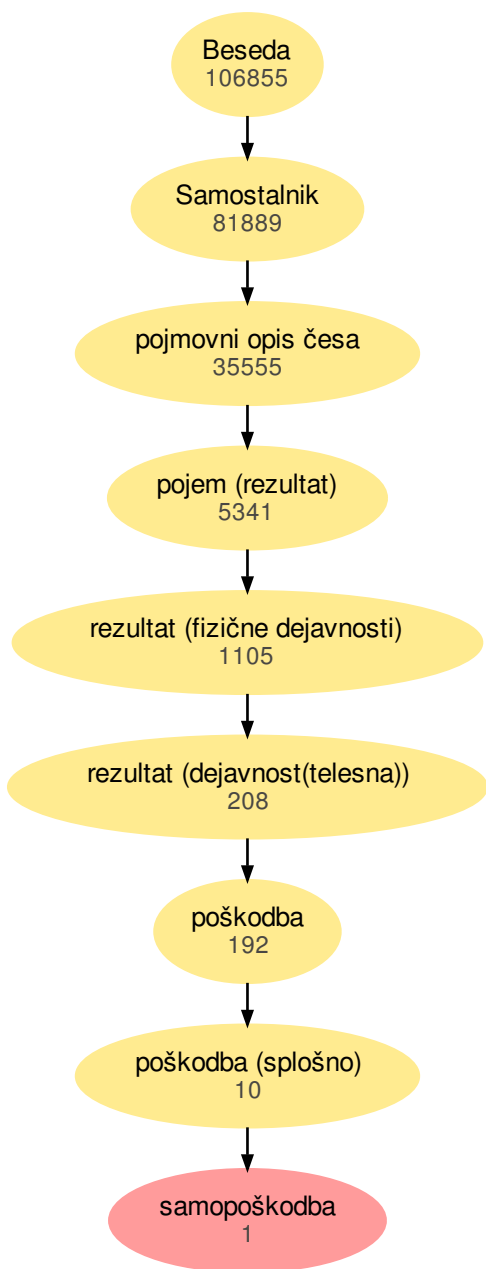 Beseda
106855
Samostalnik
81889
pojmovni opis česa
35555
pojem (rezultat)
5341
rezultat (fizične dejavnosti)
1105
rezultat (dejavnost(telesna))
208
poškodba
192
poškodba (splošno)
10
samopoškodba
1